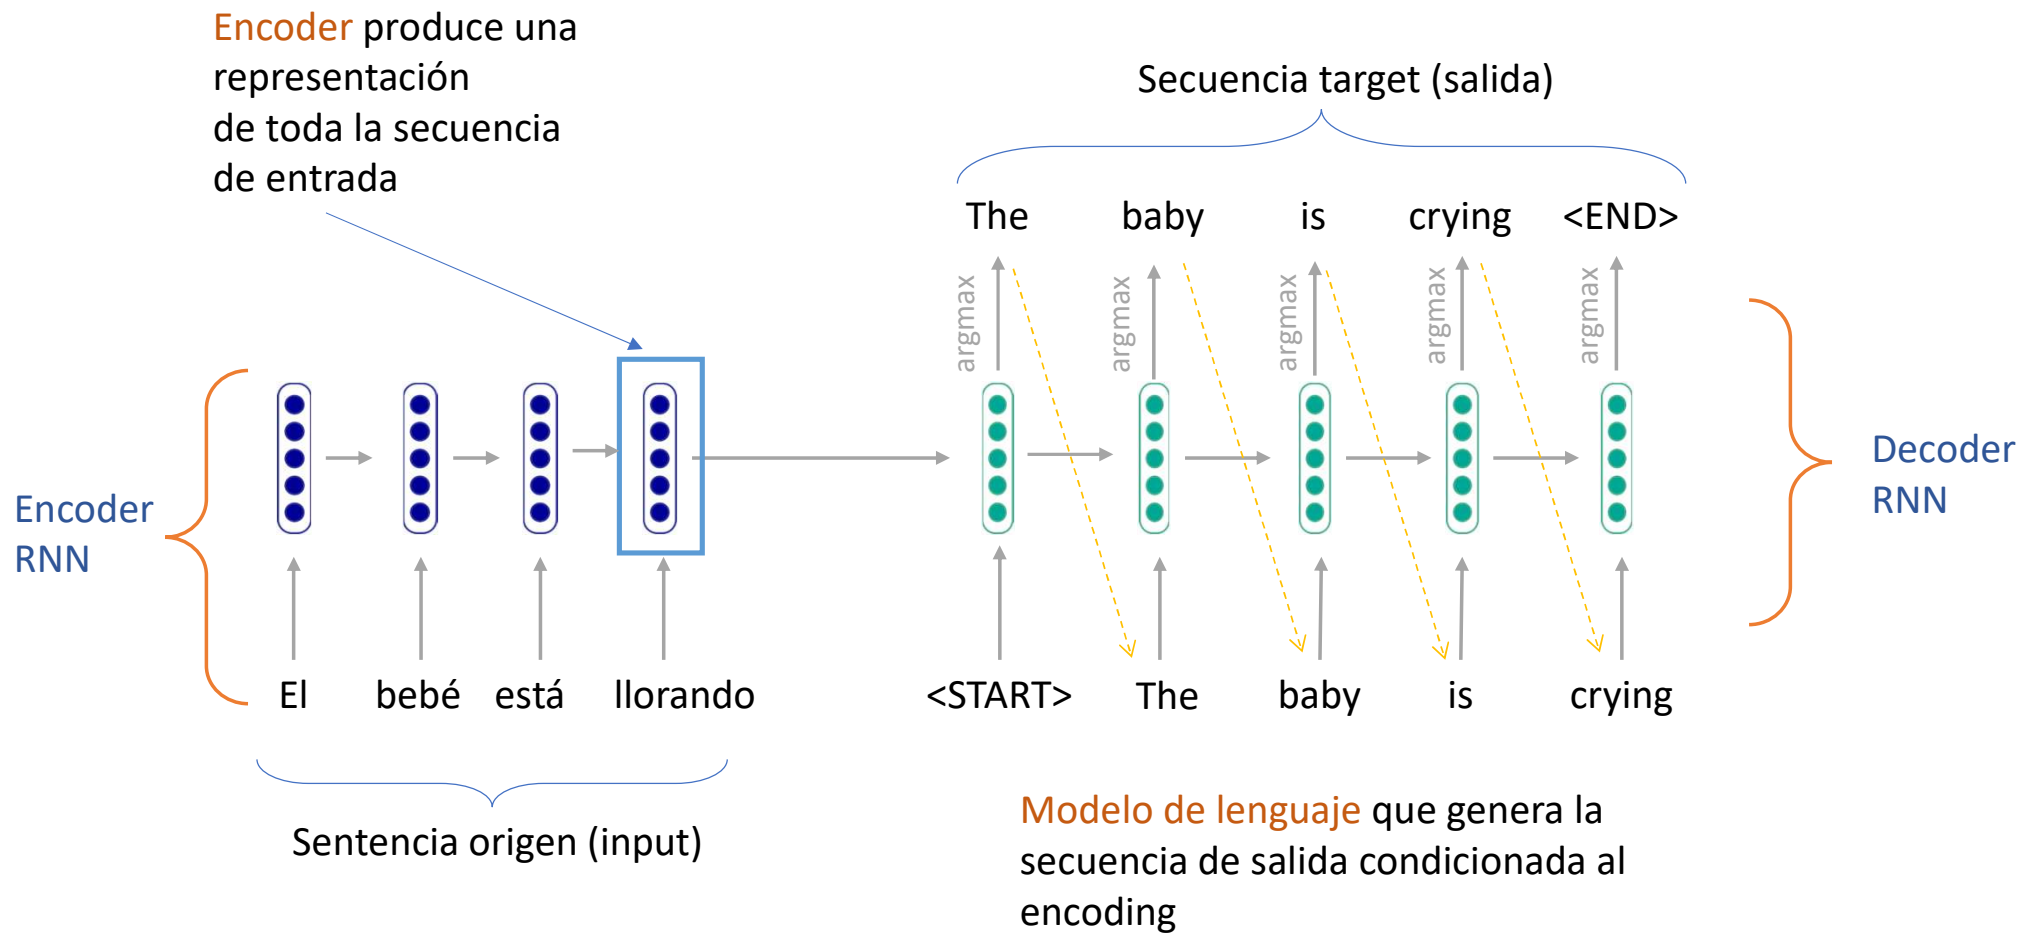 Encoder produce una
representación
de toda la secuencia
de entrada
Secuencia target (salida)
The baby is crying <END>
argmax argmax argmax argmax argmax
Encoder
RNN
Decoder
RNN
El bebé está llorando
<START> The baby is crying
Sentencia origen (input)
Modelo de lenguaje que genera la
secuencia de salida condicionada al
encoding